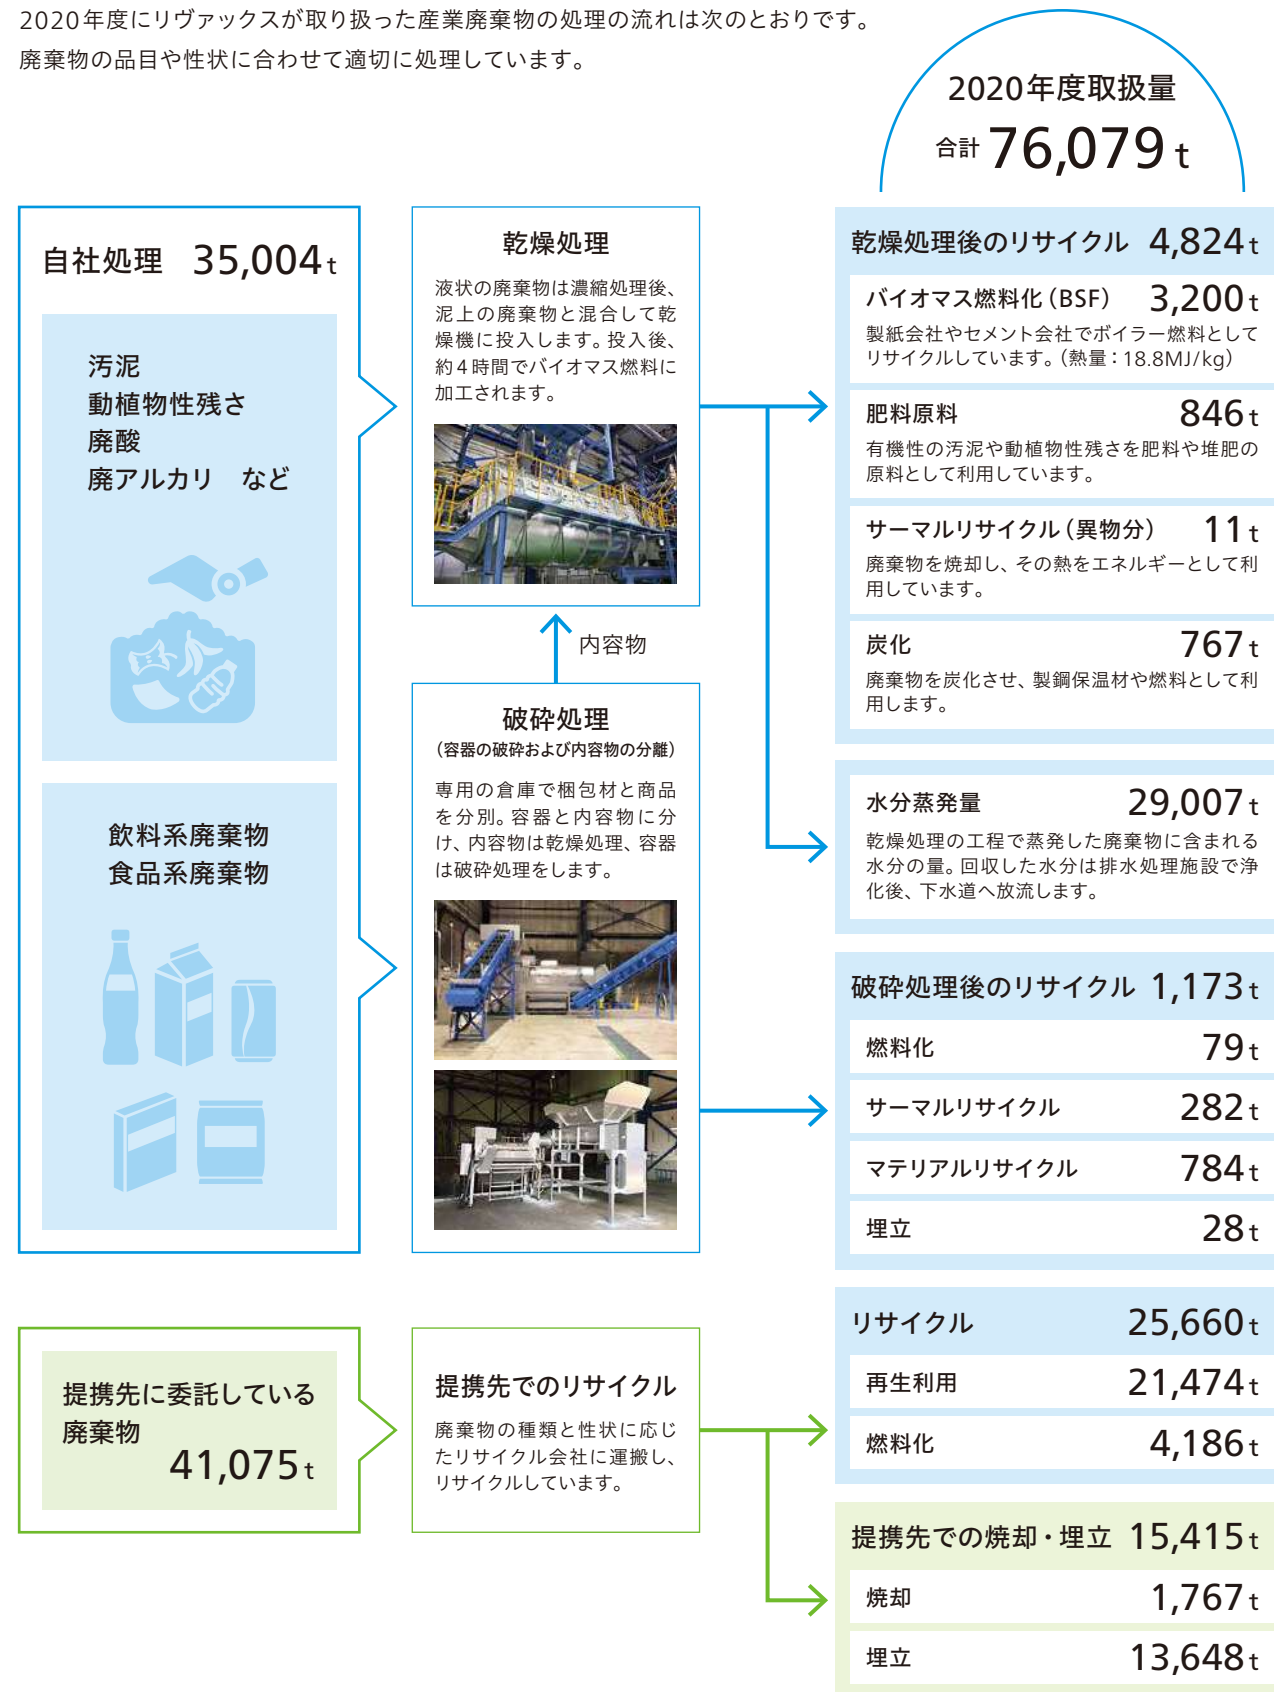 2020年度にリヴァックスが取り扱った産業廃棄物の処理の流れは次のとおりです。
廃棄物の品目や性状に合わせて適切に処理しています。
2020年度取扱量
合計 76,079 t
自社処理 35,004 t
汚泥
動植物性残さ
廃酸
廃アルカリ　など
飲料系廃棄物
食品系廃棄物
乾燥処理
液状の廃棄物は濃縮処理後、
泥上の廃棄物と混合して乾
燥機に投入します。投入後、
約4時間でバイオマス燃料に
加工されます。
内容物
破砕処理
（容器の破砕および内容物の分離）
専用の倉庫で梱包材と商品
を分別。容器と内容物に分
け、内容物は乾燥処理、容器
は破砕処理をします。
乾燥処理後のリサイクル 4,824 t
バイオマス燃料化（BSF） 3,200 t
製紙会社やセメント会社でボイラー燃料として
リサイクルしています。（熱量：18.8MJ/kg）
肥料原料 846 t
有機性の汚泥や動植物性残さを肥料や堆肥の
原料として利用しています。
サーマルリサイクル（異物分） 11 t
廃棄物を焼却し、その熱をエネルギーとして利
用しています。
炭化 767 t
廃棄物を炭化させ、製鋼保温材や燃料として利
用します。
水分蒸発量 29,007 t
乾燥処理の工程で蒸発した廃棄物に含まれる
水分の量。回収した水分は排水処理施設で浄
化後、下水道へ放流します。
破砕処理後のリサイクル 1,173 t
燃料化 79 t
サーマルリサイクル 282 t
マテリアルリサイクル 784 t
埋立 28 t
提携先に委託している
廃棄物
41,075 t
提携先でのリサイクル
廃棄物の種類と性状に応じ
たリサイクル会社に運搬し、
リサイクルしています。
リサイクル 25,660 t
再生利用 21,474 t
燃料化 4,186 t
提携先での焼却・埋立 15,415 t
焼却 1,767 t
埋立 13,648 t